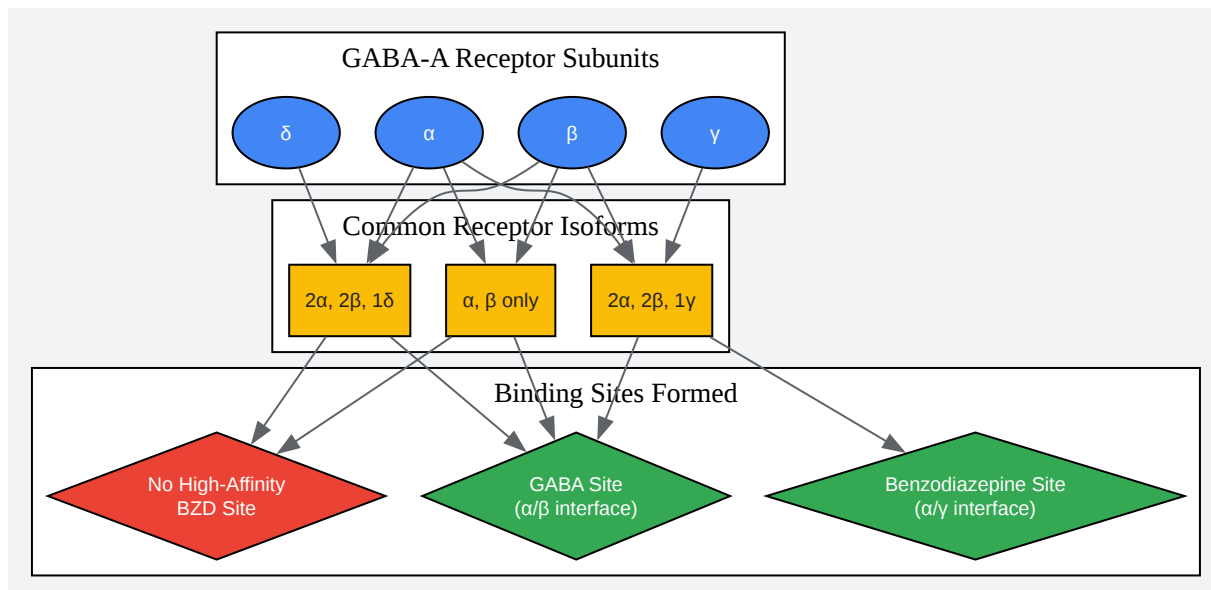 GABA-A Receptor Subunits
δ
α
β
γ
Common Receptor Isoforms
2α, 2β, 1δ
α, β only
2α, 2β, 1γ
Binding Sites Formed
No High-Affinity
BZD Site
GABA Site
(α/β interface)
Benzodiazepine Site
(α/γ interface)